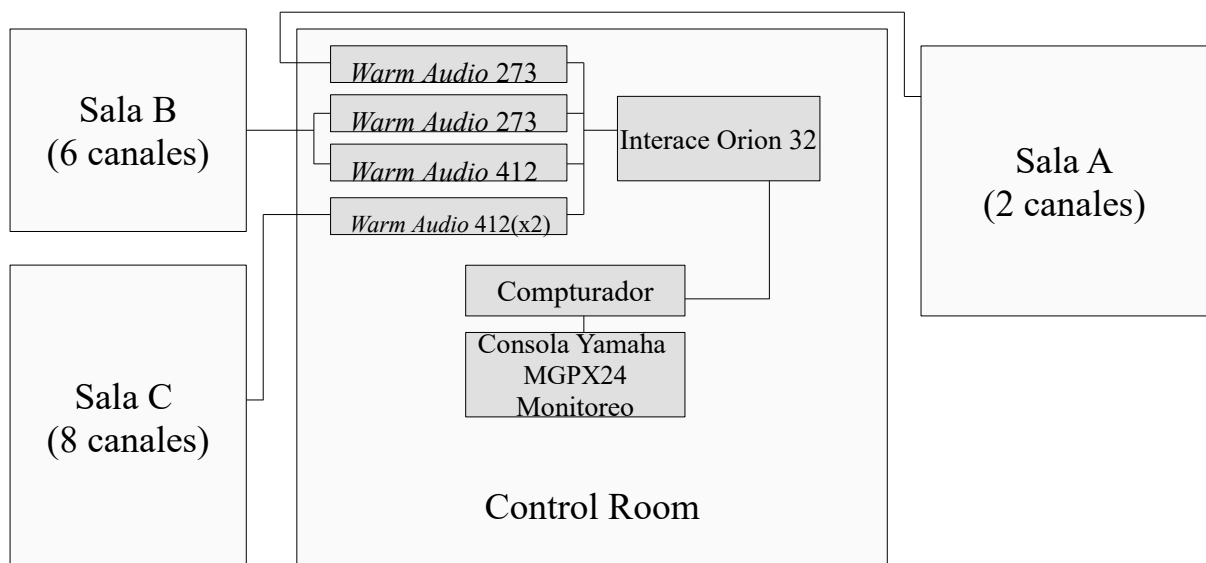 Sala B
(6 canales)
Warm Audio 273
Warm Audio 273
Warm Audio 412
Warm Audio 412(x2)
Interace Orion 32
Sala A
(2 canales)
Sala C
(8 canales)
Compturador
Consola Yamaha
MGPX24
Monitoreo
Control Room